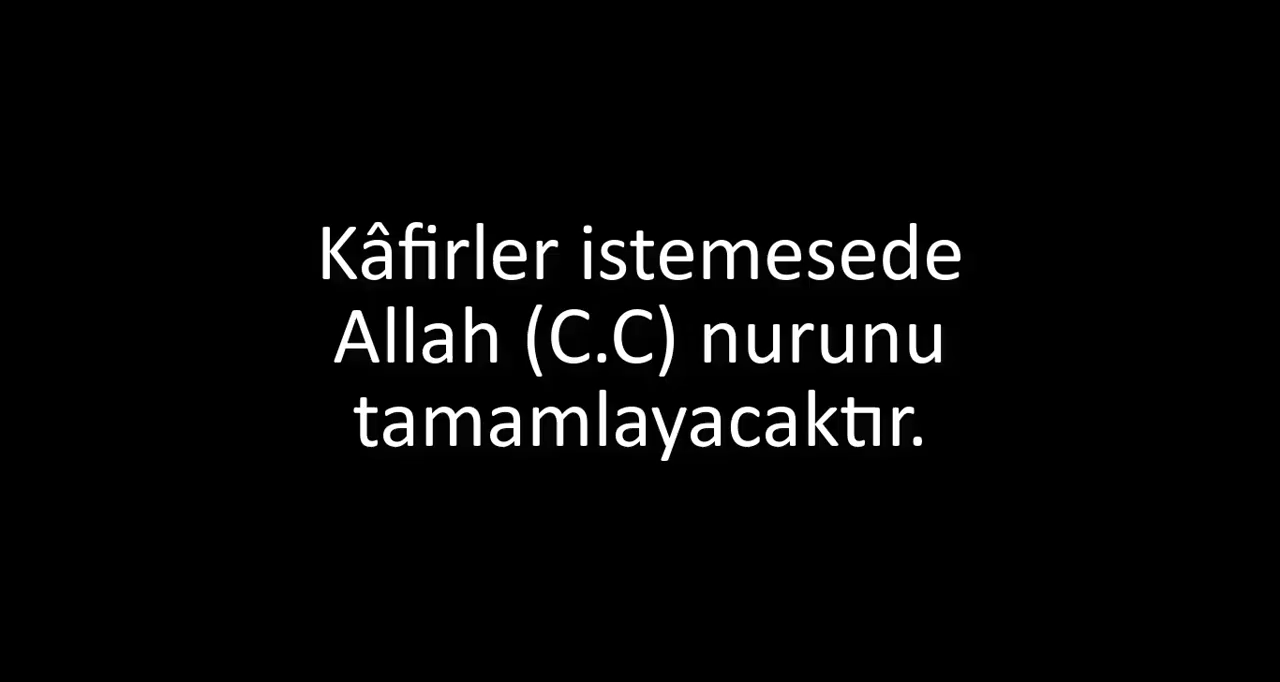 Kâfirler istemesede
Allah (C.C) nurunu
tamamlayacaktır.